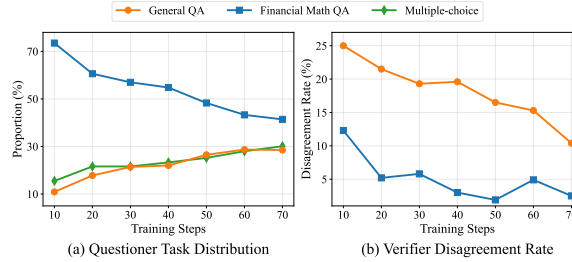 General QA Financial Math QA Multiple-choice
Proportion (%)
70
50
30
10
10 20 30 40 50 60 70
Training Steps
(a) Questioner Task Distribution
Disagreement Rate (%)
25
20
15
10
5
10 20 30 40 50 60 70
Training Steps
(b) Verifier Disagreement Rate